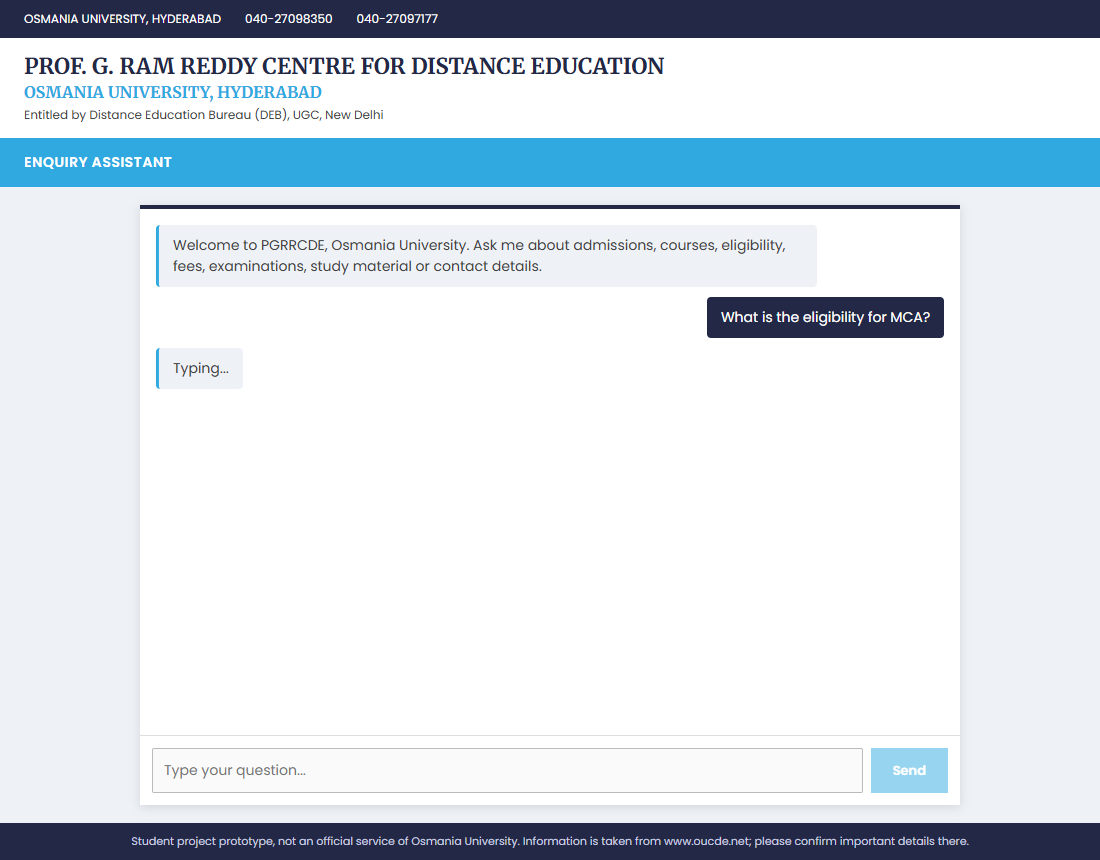 OSMANIA UNIVERSITY, HYDERABAD 040-27098350 040-27097177
PROF. G. RAM REDDY CENTRE FOR DISTANCE EDUCATION
OSMANIA UNIVERSITY, HYDERABAD
Entitled by Distance Education Bureau (DEB), UGC, New Delhi
ENQUIRY ASSISTANT
Welcome to PGRRCDE, Osmania University. Ask me about admissions, courses, eligibility,
fees, examinations, study material or contact details.
What is the eligibility for MCA?
Typing...
Type your question...
Send
Student project prototype, not an official service of Osmania University. Information is taken from www.oucde.net; please confirm important details there.